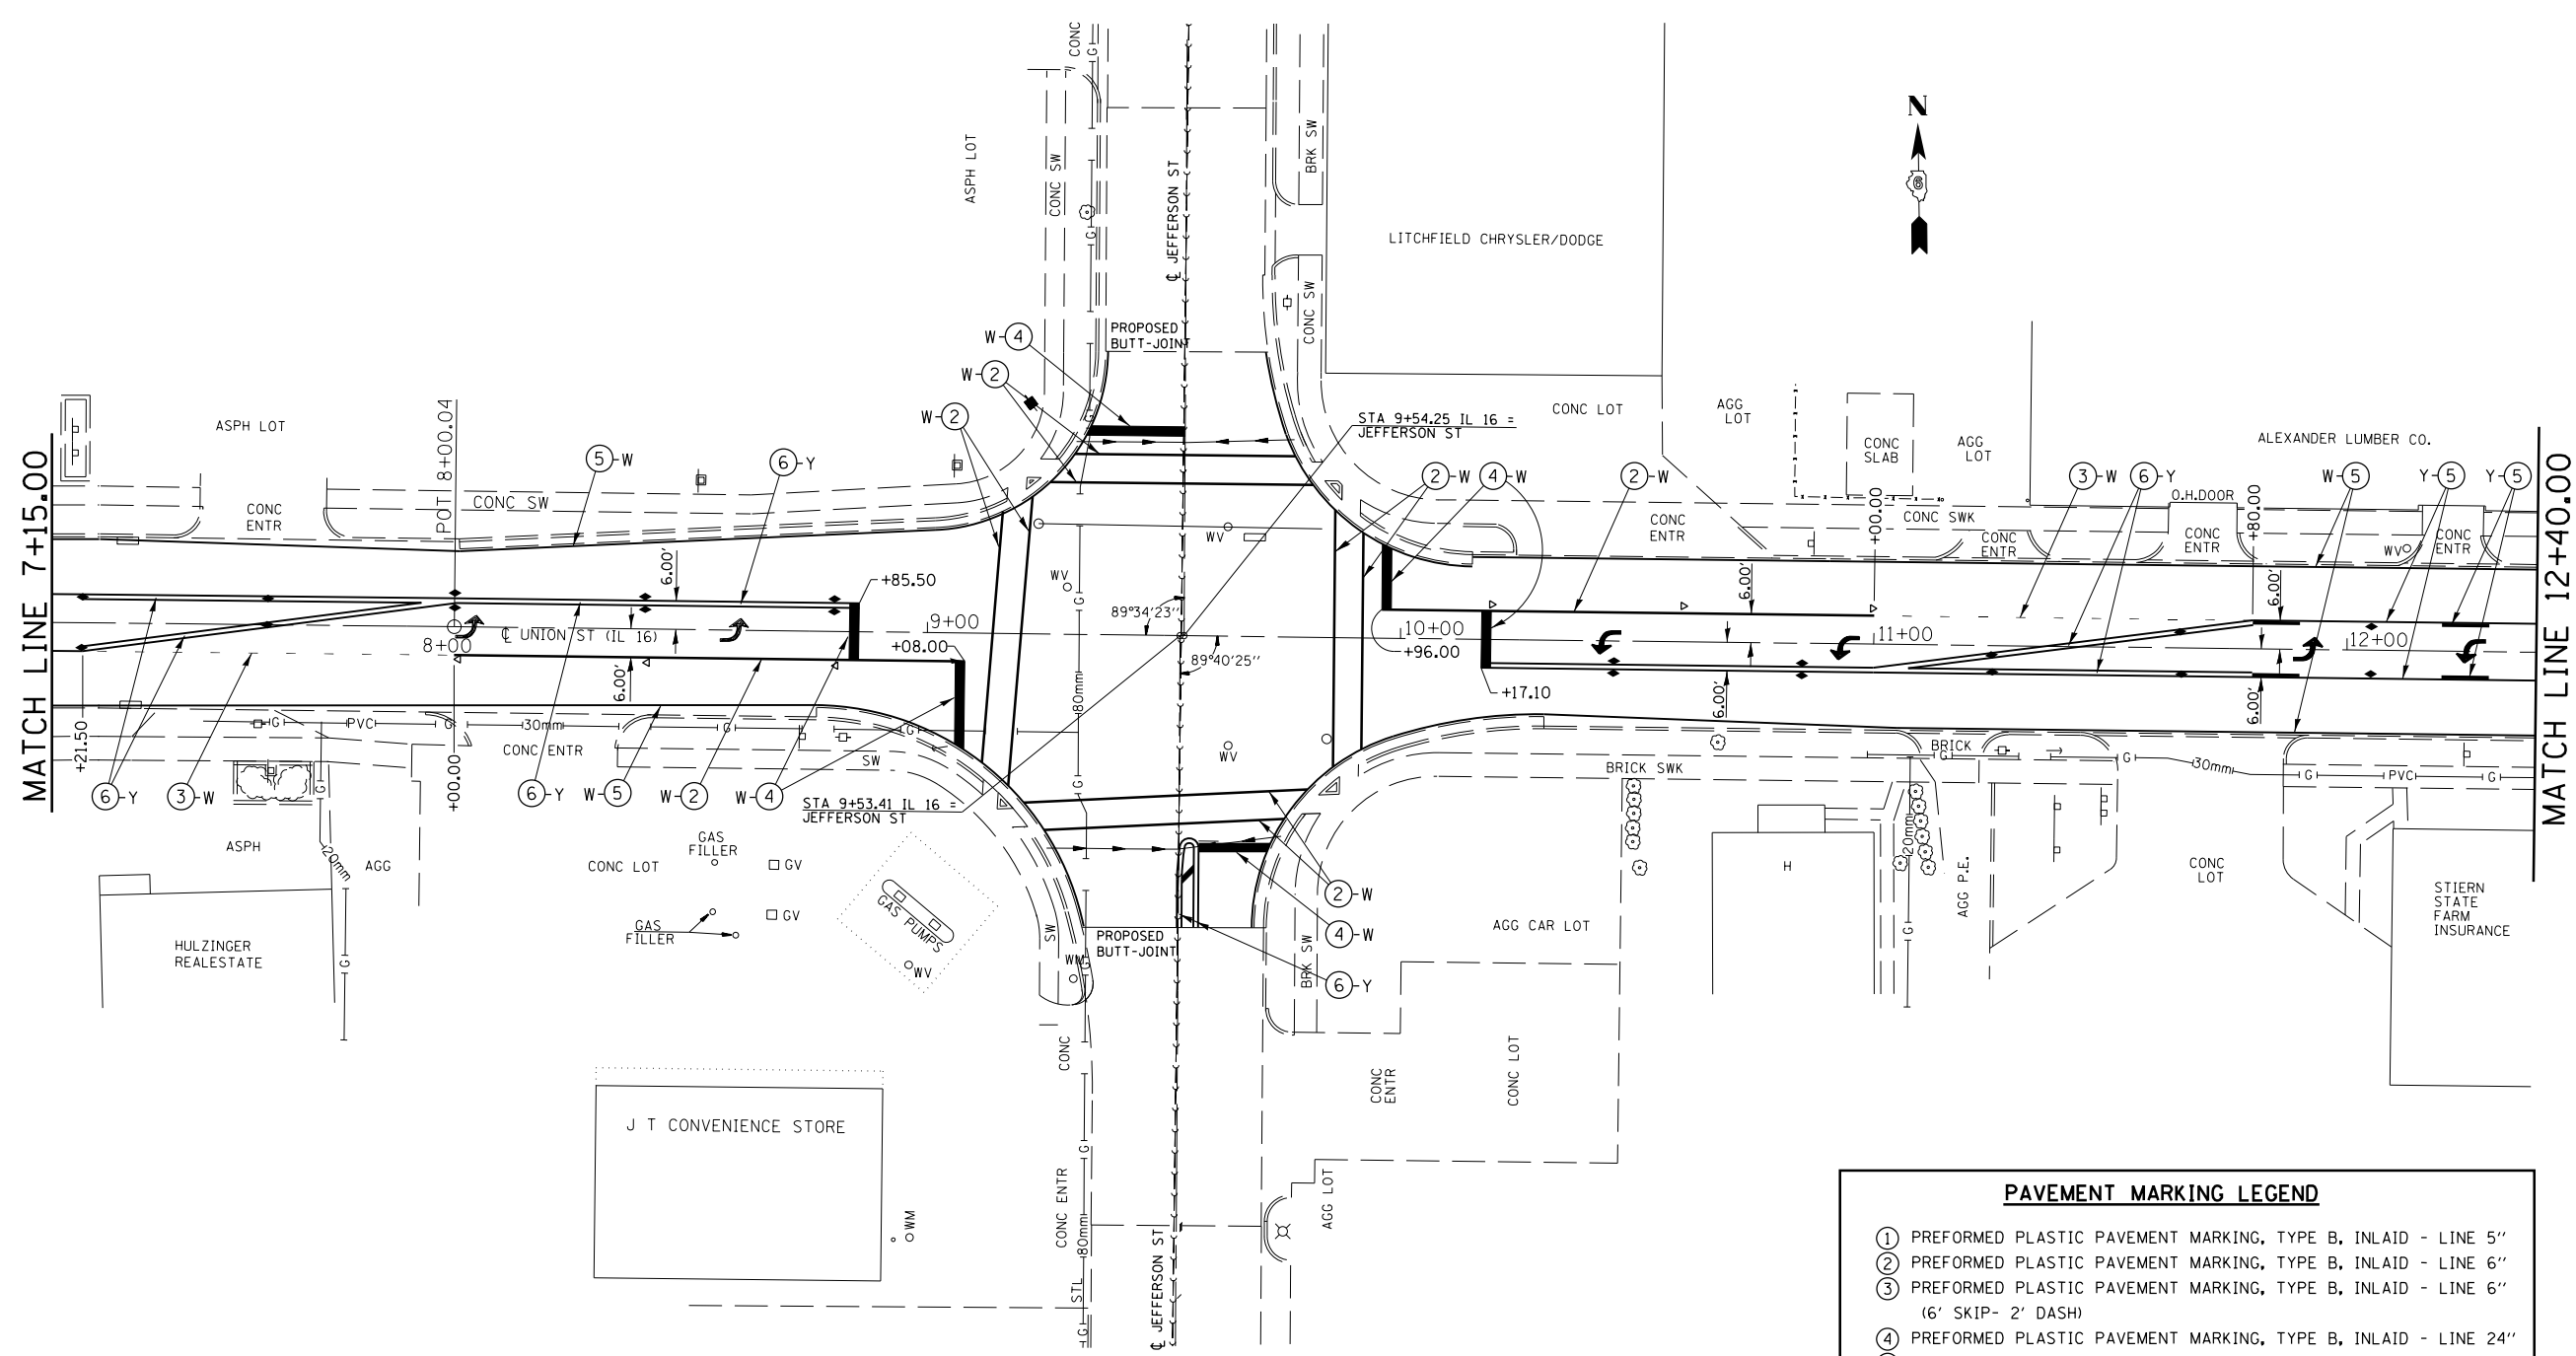 CONC
G
N
ASPH LOT
CONC SW
BRK SW
℄ JEFFERSON ST
G
LITCHFIELD CHRYSLER/DODGE
CONC SW
W-4
PROPOSED
BUTT-JOINT
W-2
W-2
G
STA 9+54.25 IL 16 =
JEFFERSON ST
CONC LOT
AGG
LOT
CONC
SLAB
AGG
LOT
ALEXANDER LUMBER CO.
MATCH LINE 7+15.00
ASPH LOT
POT 8+00.04
5-W
6-Y
2-W
4-W
2-W
3-W
6-Y
W-5
Y-5
Y-5
MATCH LINE 12+40.00
CONC
ENTR
CONC SW
CONC
ENTR
+00.00
CONC SWK
CONC
ENTR
O.H.DOOR
CONC
ENTR
+80.00
WV
CONC
ENTR
WV
WV
G
6.00'
+85.50
6.00'
6.00'
89°34'23"
8+00
℄ UNION ST (IL 16)
9+00
10+00
11+00
12+00
+08.00
+96.00
89°40'25"
+17.10
6.00'
6.00'
6.00'
80mm
+21.50
G
PVC
G
30mm
G
G
CONC ENTR
SW
WV
G
BRICK
G
30mm
G
PVC
G
BRICK SWK
6-Y
3-W
+00.00
6-Y
W-5
W-2
W-4
STA 9+53.41 IL 16 =
JEFFERSON ST
G
G
ASPH
20mm
AGG
CONC LOT
GAS
FILLER
GV
GV
GAS
FILLER
GAS PUMPS
WV
20mm
H
AGG P.E.
CONC
LOT
STIERN
STATE
FARM
INSURANCE
2-W
4-W
6-Y
AGG CAR LOT
HULZINGER
REALESTATE
G
SW
PROPOSED
BUTT-JOINT
WM
G
BRK SW
G
CONC
CONC
ENTR
CONC LOT
J T CONVENIENCE STORE
G
CONC ENTR
80mm
AGG LOT
WM
STL
G
℄ JEFFERSON ST
PAVEMENT MARKING LEGEND
1 PREFORMED PLASTIC PAVEMENT MARKING, TYPE B, INLAID - LINE 5"
2 PREFORMED PLASTIC PAVEMENT MARKING, TYPE B, INLAID - LINE 6"
3 PREFORMED PLASTIC PAVEMENT MARKING, TYPE B, INLAID - LINE 6"
(6' SKIP- 2' DASH)
4 PREFORMED PLASTIC PAVEMENT MARKING, TYPE B, INLAID - LINE 24"